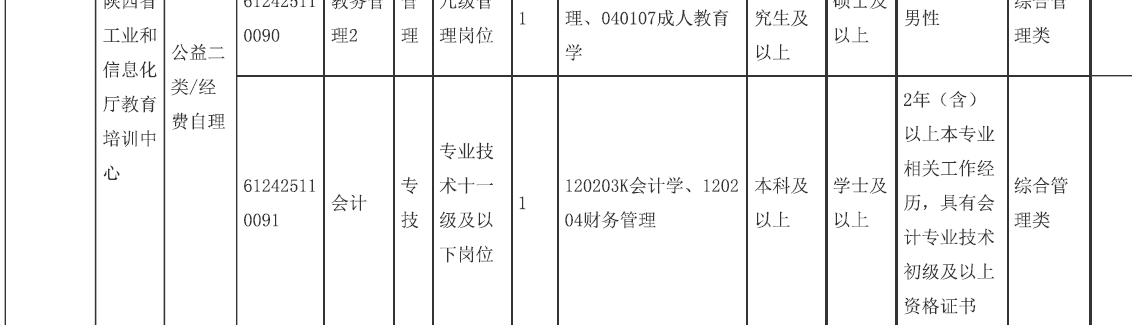 陕西省
工业和
信息化
厅教育
培训中
心
公益二
类/经
费自理
61242511
0090
教务管
理2
管
理
九级管
理岗位
1
理、040107成人教育
学
究生及
以上
硕士及
以上
男性
综合管
理类
61242511
0091
会计
专
技
专业技
术十一
级及以
下岗位
1
120203K会计学、1202
04财务管理
本科及
以上
学士及
以上
2年（含）
以上本专业
相关工作经
历，具有会
计专业技术
初级及以上
资格证书
综合管
理类